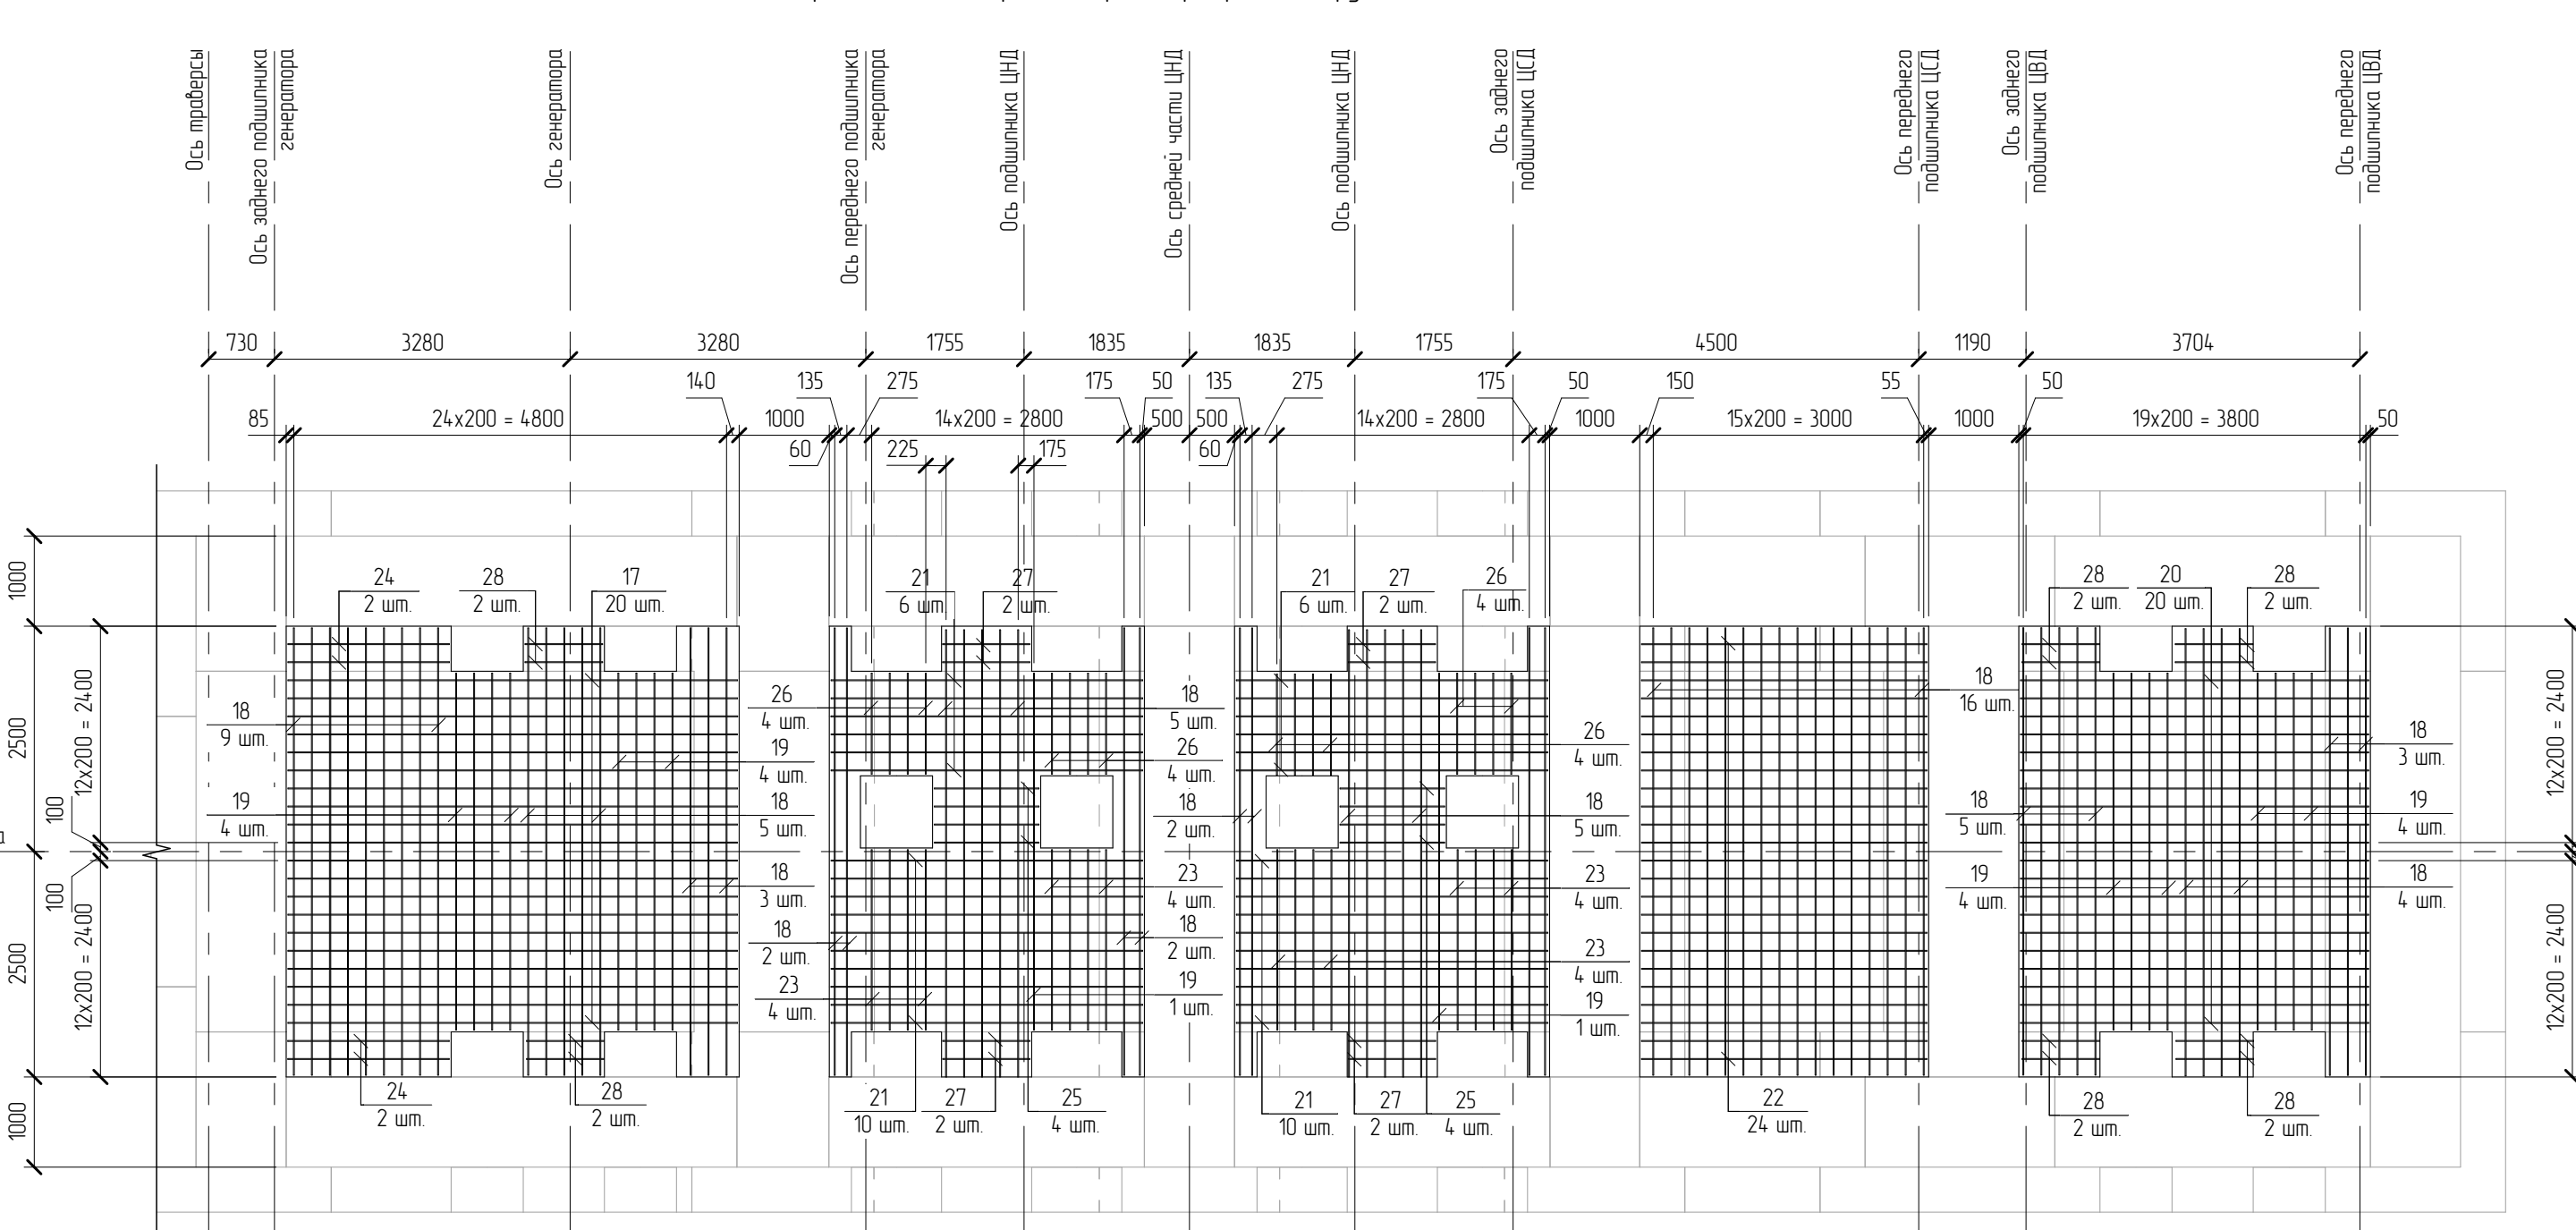 Ось траверсы
Ось заднего подшипника
генератора
Ось генератора
Ось переднего подшипника
генератора
Ось подшипника ЦНД
Ось средней части ЦНД
Ось подшипника ЦНД
Ось заднего
подшипника ЦСД
Ось переднего
подшипника ЦСД
Ось заднего
подшипника ЦВД
Ось переднего
подшипника ЦВД
730 3280 3280 1755 1835 1835 1755 4500 1190 3704
140 135 275 175 50 135 275 175 50 150 55 50
85 24x200 = 4800 1000 14x200 = 2800 500 500 14x200 = 2800 1000 15x200 = 3000 1000 19x200 = 3800 50
60 225 175 60
1000
2500
2500
1000
12x200 = 2400
100
100
12x200 = 2400
12x200 = 2400
12x200 = 2400
24
2 шт.
28
2 шт.
17
20 шт.
21
6 шт.
27
2 шт.
21
6 шт.
27
2 шт.
26
4 шт.
28
2 шт.
20
20 шт.
28
2 шт.
18
9 шт.
19
4 шт.
26
4 шт.
19
4 шт.
18
5 шт.
18
3 шт.
18
2 шт.
23
4 шт.
18
5 шт.
26
4 шт.
18
2 шт.
23
4 шт.
18
2 шт.
19
1 шт.
26
4 шт.
18
5 шт.
23
4 шт.
23
4 шт.
19
1 шт.
18
16 шт.
18
5 шт.
19
4 шт.
18
3 шт.
19
4 шт.
18
4 шт.
24
2 шт.
28
2 шт.
21
10 шт.
27
2 шт.
25
4 шт.
21
10 шт.
27
2 шт.
25
4 шт.
22
24 шт.
28
2 шт.
28
2 шт.